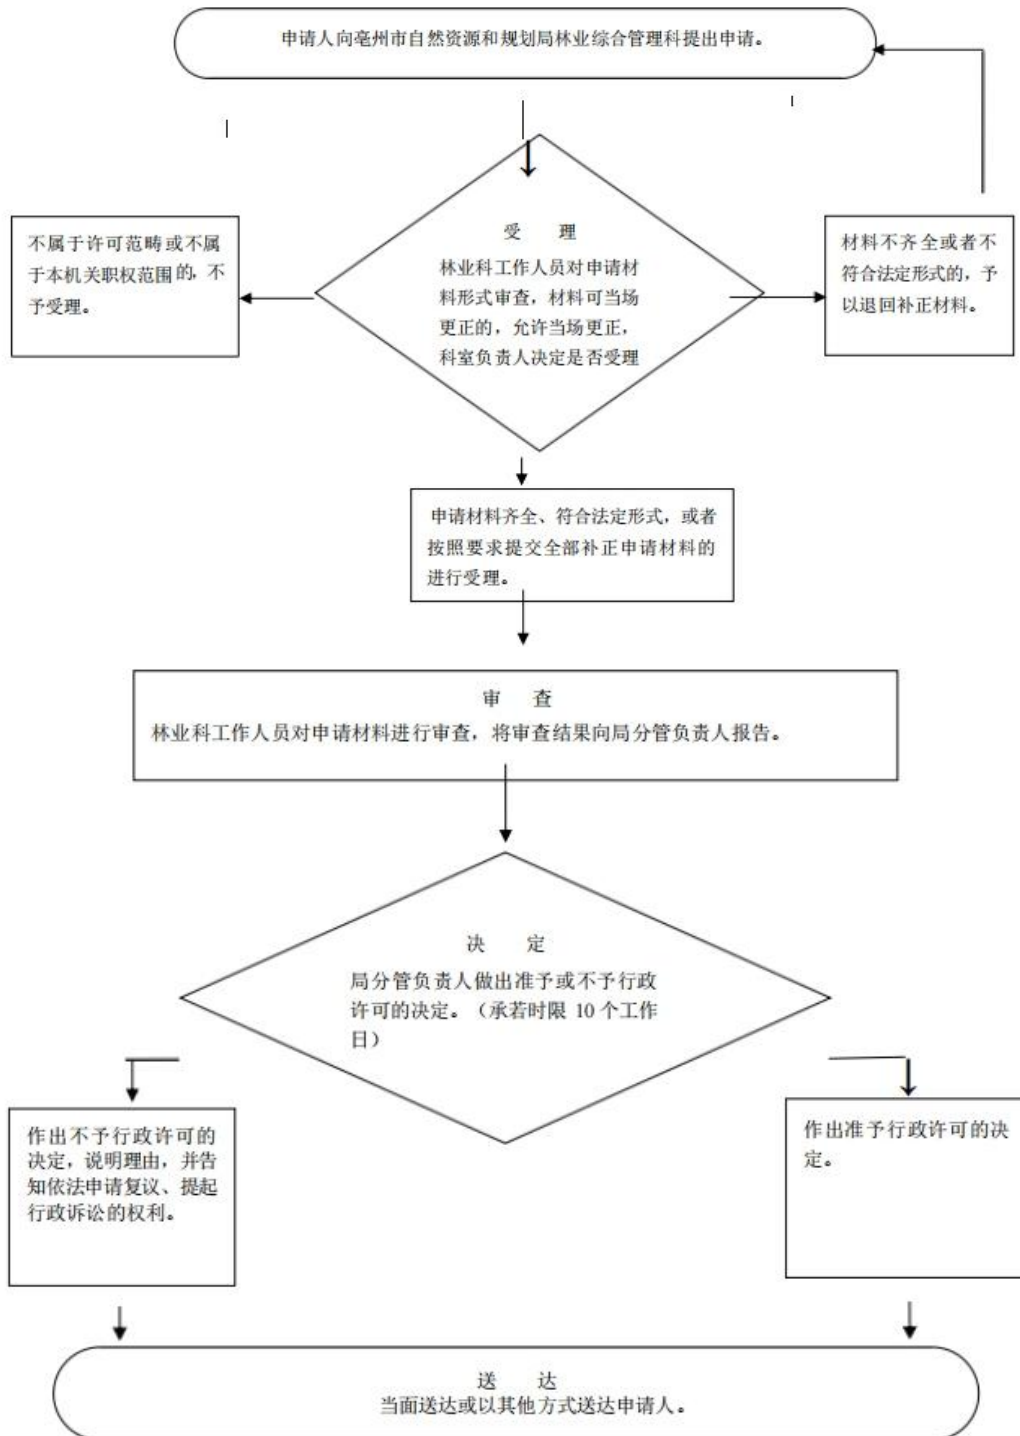 申请人向亳州市自然资源和规划局林业综合管理科提出申请。
不属于许可范畴或不属
于本机关职权范围的,不
予受理。
受 理
林业科工作人员对申请材
料形式审查,材料可当场
更正的,允许当场更正,
科室负责人决定是否受理
材料不齐全或者不
符合法定形式的,予
以退回补正材料。
申请材料齐全、符合法定形式,或者
按照要求提交全部补正申请材料的
进行受理。
审 查
林业科工作人员对申请材料进行审查,将审查结果向局分管负责人报告。
决 定
局分管负责人做出准予或不予行政
许可的决定。(承若时限 10 个工作
日)
作出不予行政许可的
决定,说明理由,并告
知依法申请复议、提起
行政诉讼的权利。
作出准予行政许可的决
定。
送 达
当面送达或以其他方式送达申请人。